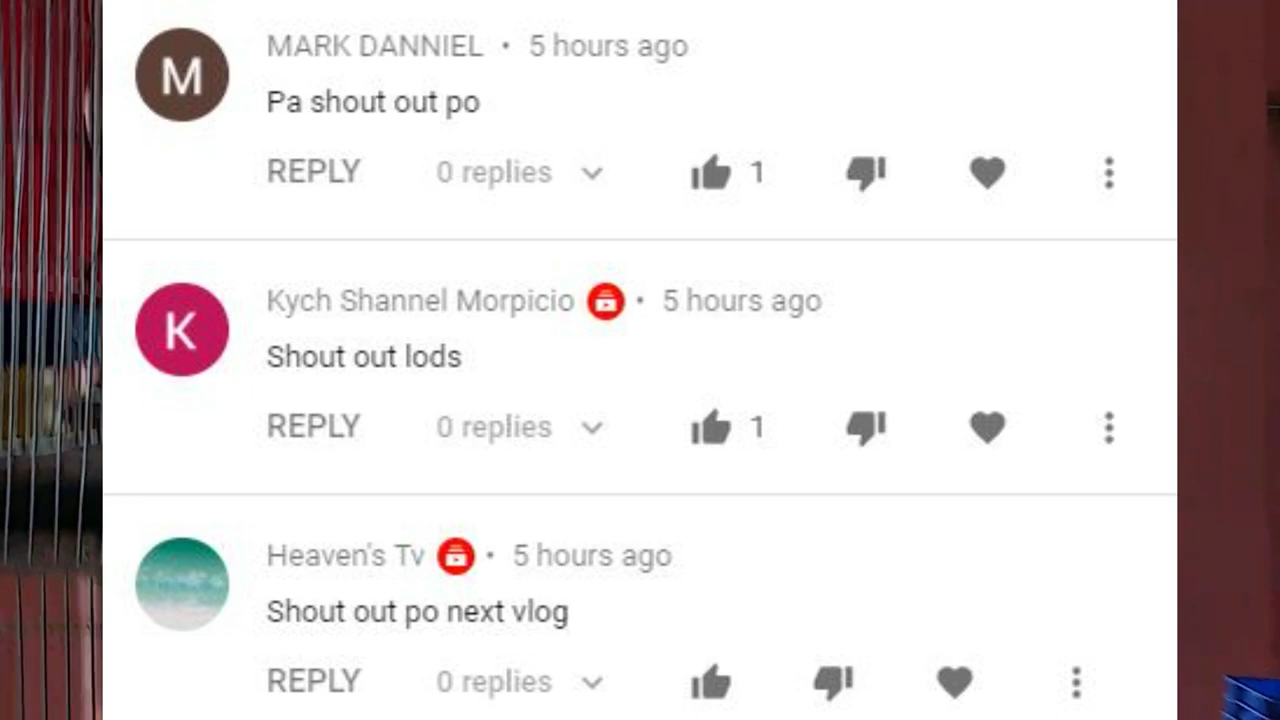 M
MARK DANNIEL • 5 hours ago
Pa shout out po
REPLY 0 replies 1
K
Kych Shannel Morpicio • 5 hours ago
Shout out lods
REPLY 0 replies 1
Heaven's Tv • 5 hours ago
Shout out po next vlog
REPLY 0 replies